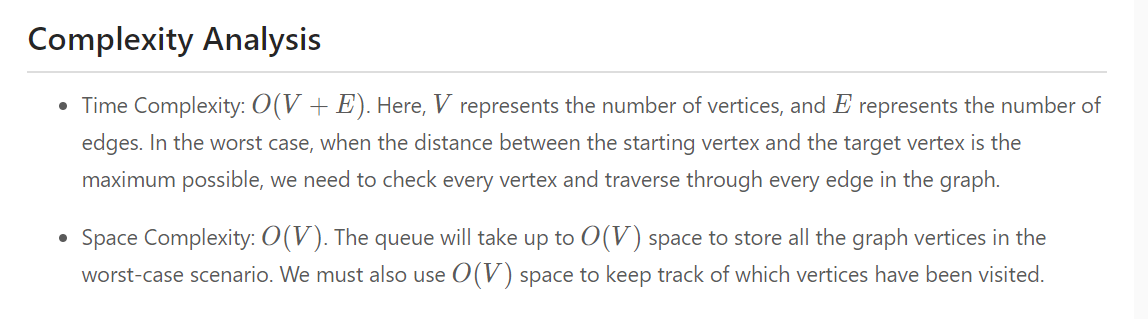 Complexity Analysis
• Time Complexity: O(V + E). Here, V represents the number of vertices, and E represents the number of
edges. In the worst case, when the distance between the starting vertex and the target vertex is the
maximum possible, we need to check every vertex and traverse through every edge in the graph.
• Space Complexity: O(V). The queue will take up to O(V) space to store all the graph vertices in the
worst-case scenario. We must also use O(V) space to keep track of which vertices have been visited.